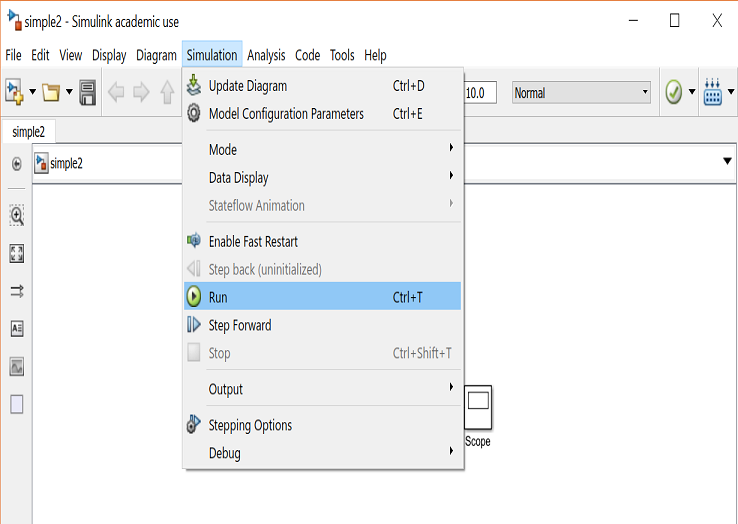 simple2 - Simulink academic use
File Edit View Display Diagram Simulation Analysis Code Tools Help
10.0 Normal
simple2
simple2
Update Diagram Ctrl+D
Model Configuration Parameters Ctrl+E
Mode
Data Display
Stateflow Animation
Enable Fast Restart
Step back (uninitialized)
Run Ctrl+T
Step Forward
Stop Ctrl+Shift+T
Output
Stepping Options
Debug
Scope